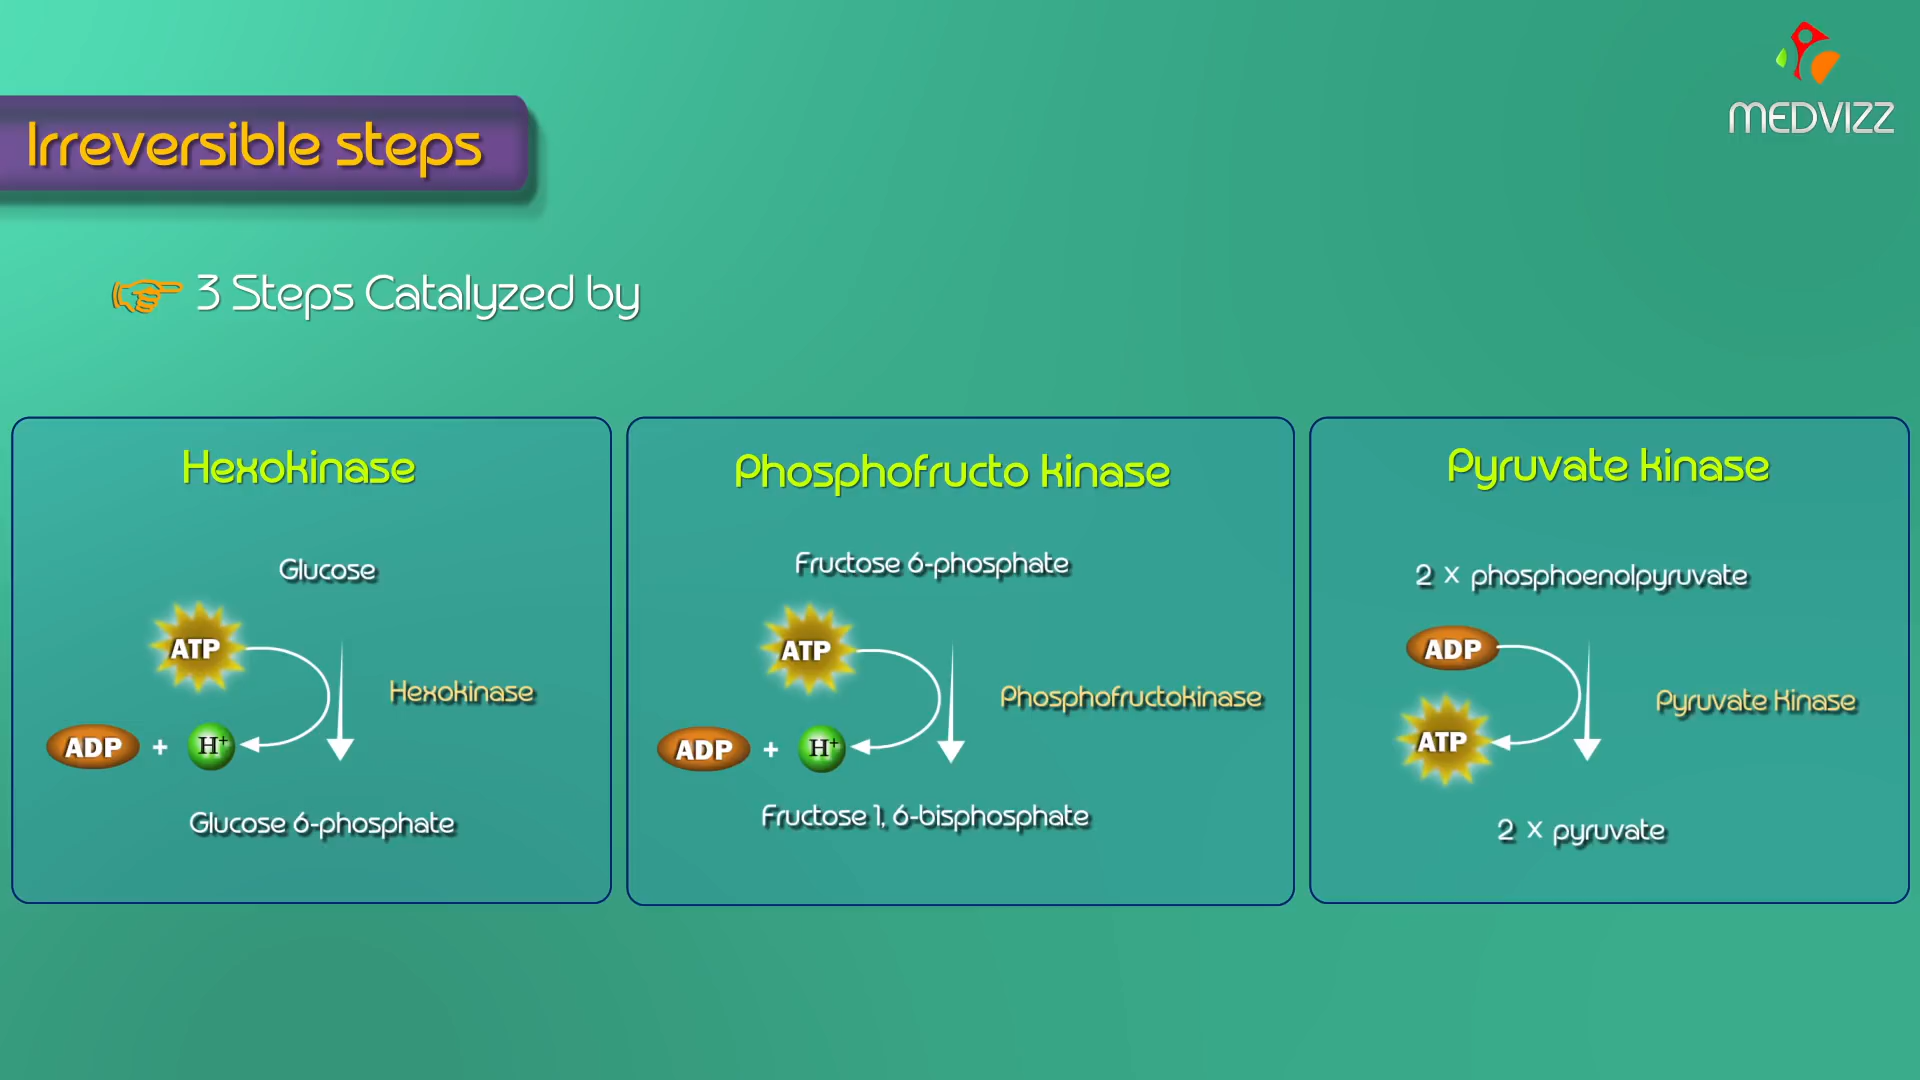 MEDVIZZ
Irreversible steps
3 Steps Catalyzed by
Hexokinase
Glucose
ATP
Hexokinase
ADP + H+
Glucose 6-phosphate
Phosphofructo kinase
Fructose 6-phosphate
ATP
Phosphofructokinase
ADP + H+
Fructose 1, 6-bisphosphate
Pyruvate kinase
2 x phosphoenolpyruvate
ADP
Pyruvate Kinase
ATP
2 x pyruvate